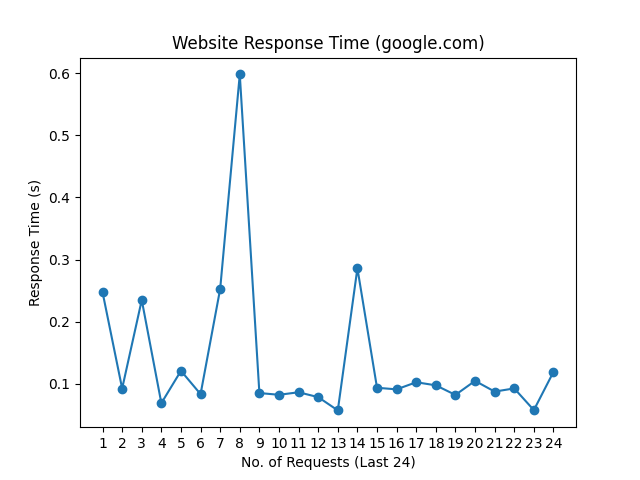 Website Response Time (google.com)
Response Time (s)
0.6
0.5
0.4
0.3
0.2
0.1
1 2 3 4 5 6 7 8 9 10 11 12 13 14 15 16 17 18 19 20 21 22 23 24
No. of Requests (Last 24)